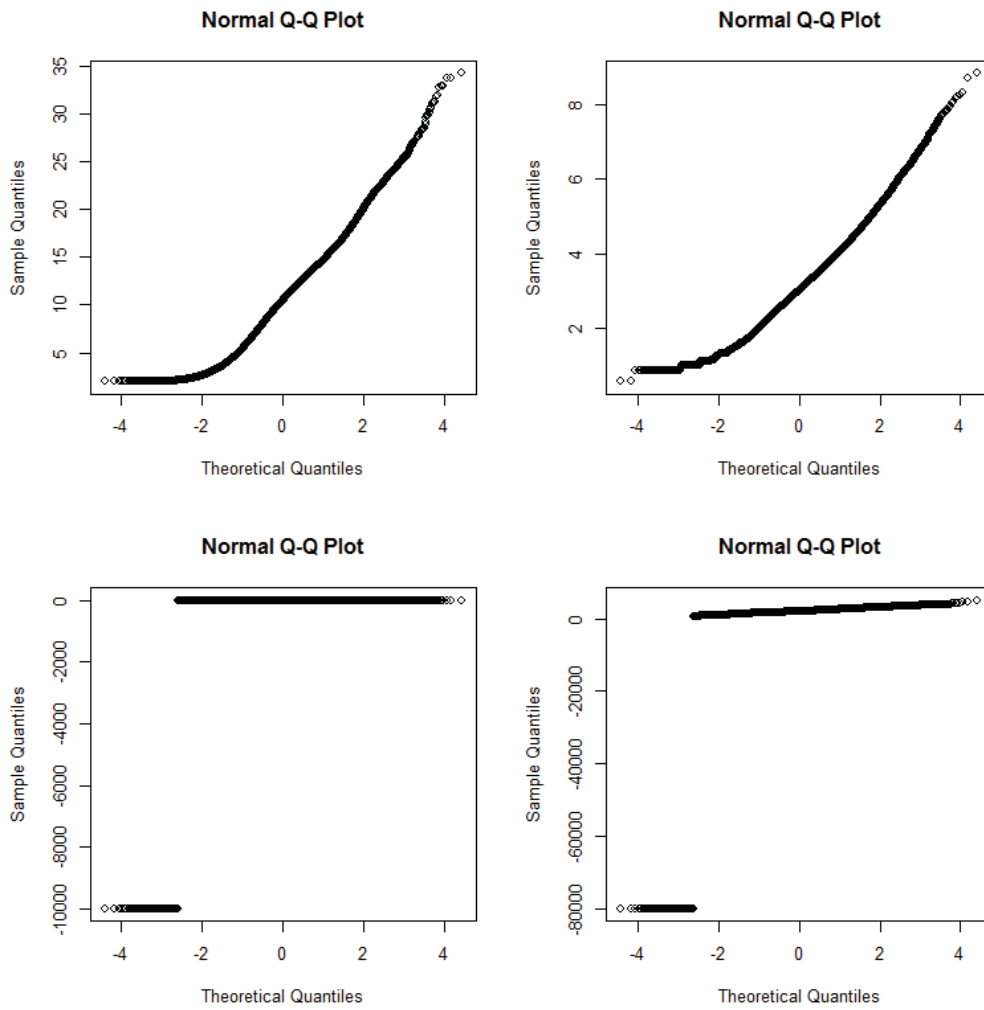 Normal Q-Q Plot
Sample Quantiles
35
30
25
20
15
10
5
-4 -2 0 2 4
Theoretical Quantiles
Normal Q-Q Plot
Sample Quantiles
8
6
4
2
-4 -2 0 2 4
Theoretical Quantiles
Normal Q-Q Plot
Sample Quantiles
0
-2000
-4000
-6000
-8000
-10000
-4 -2 0 2 4
Theoretical Quantiles
Normal Q-Q Plot
Sample Quantiles
0
-20000
-40000
-60000
-80000
-4 -2 0 2 4
Theoretical Quantiles